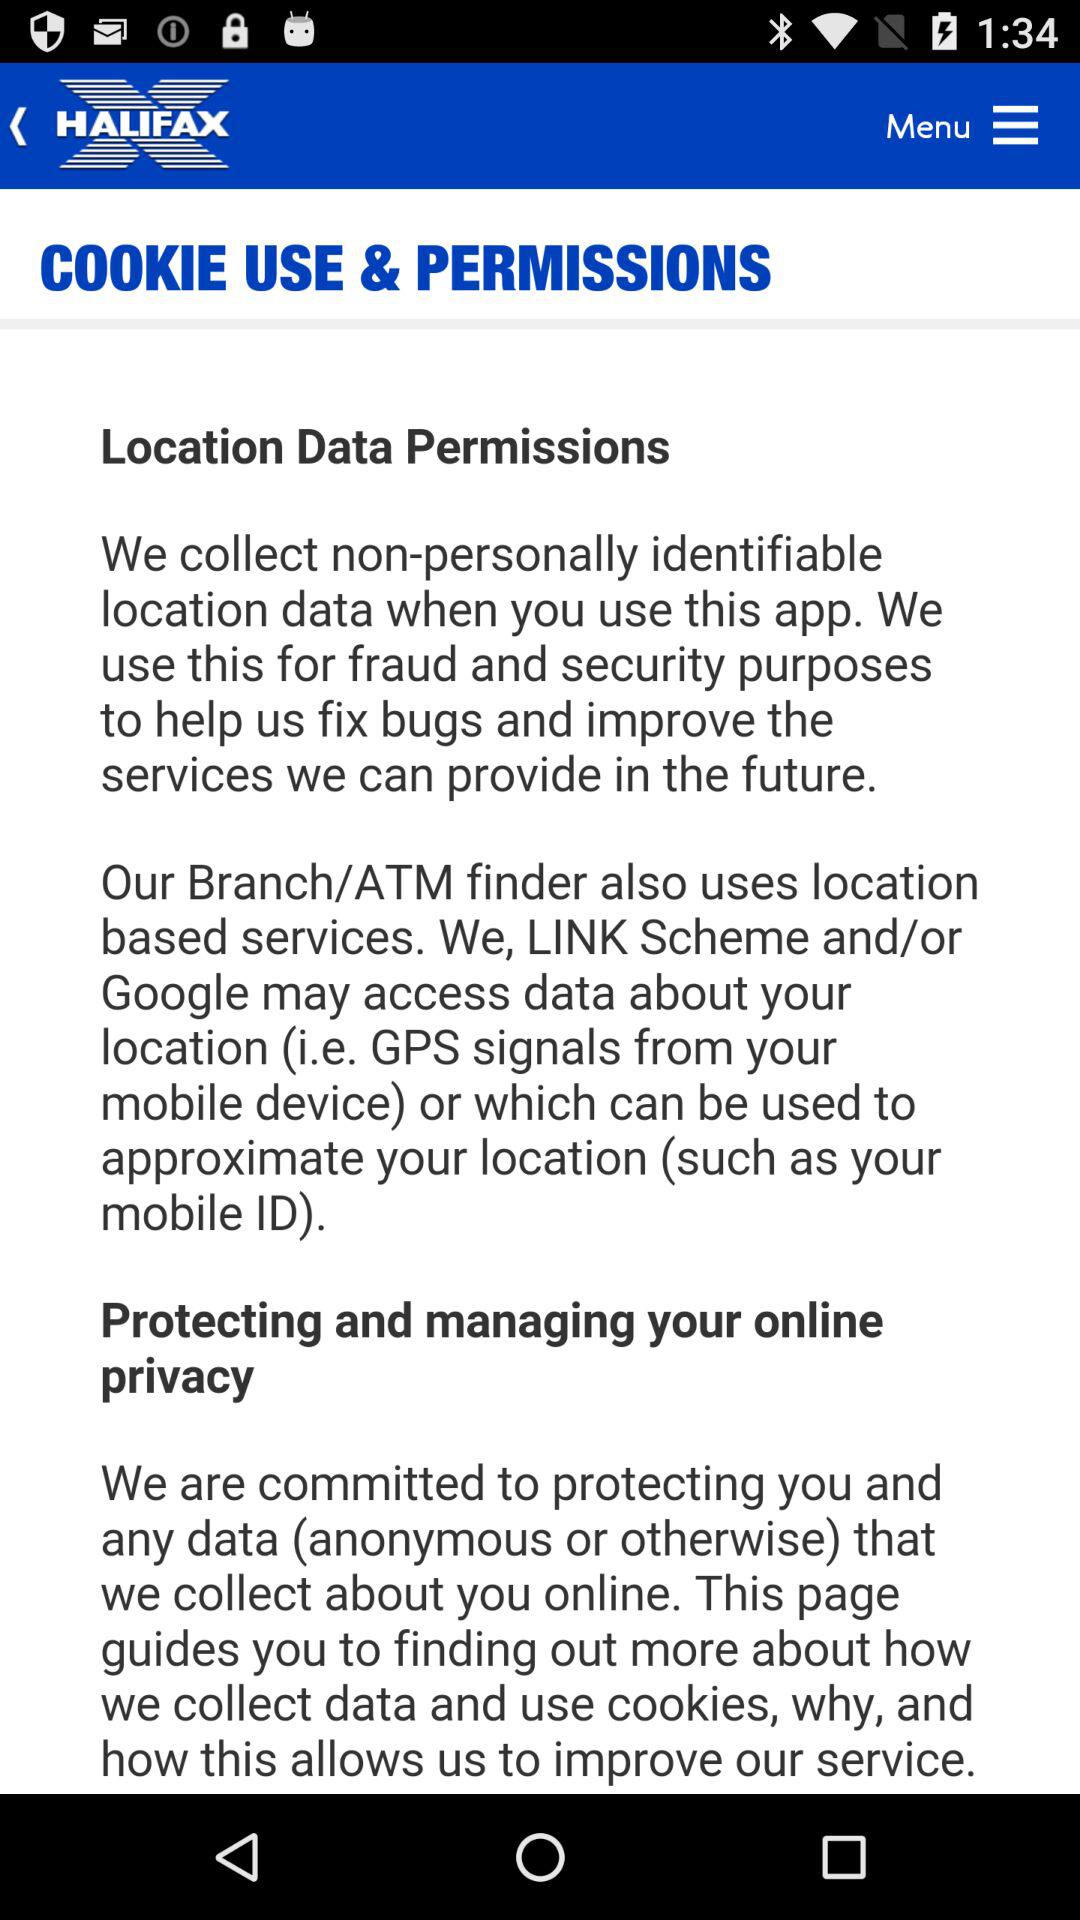 1:34
HALIFAX
Menu
COOKIE USE & PERMISSIONS
Location Data Permissions
We collect non-personally identifiable
location data when you use this app. We
use this for fraud and security purposes
to help us fix bugs and improve the
services we can provide in the future.
Our Branch/ATM finder also uses location
based services. We, LINK Scheme and/or
Google may access data about your
location (i.e. GPS signals from your
mobile device) or which can be used to
approximate your location (such as your
mobile ID).
Protecting and managing your online
privacy
We are committed to protecting you and
any data (anonymous or otherwise) that
we collect about you online. This page
guides you to finding out more about how
we collect data and use cookies, why, and
how this allows us to improve our service.